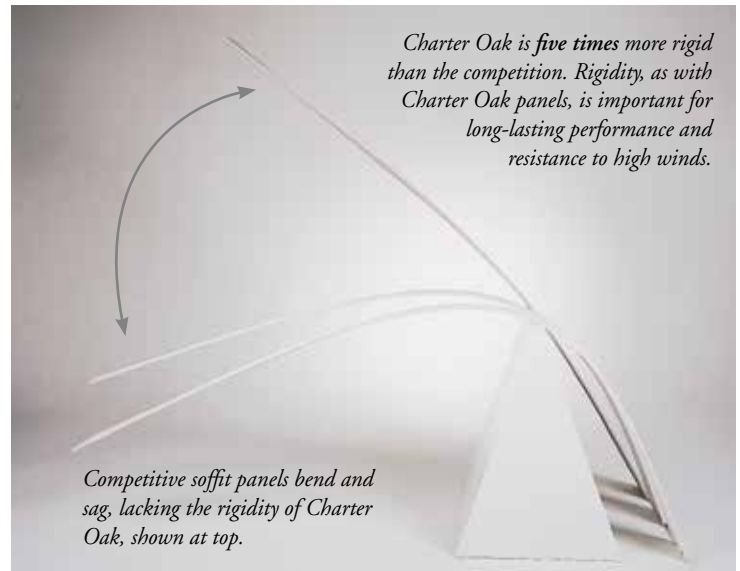 Charter Oak is five times more rigid
than the competition. Rigidity, as with
Charter Oak panels, is important for
long-lasting performance and
resistance to high winds.
Competitive soffit panels bend and
sag, lacking the rigidity of Charter
Oak, shown at top.